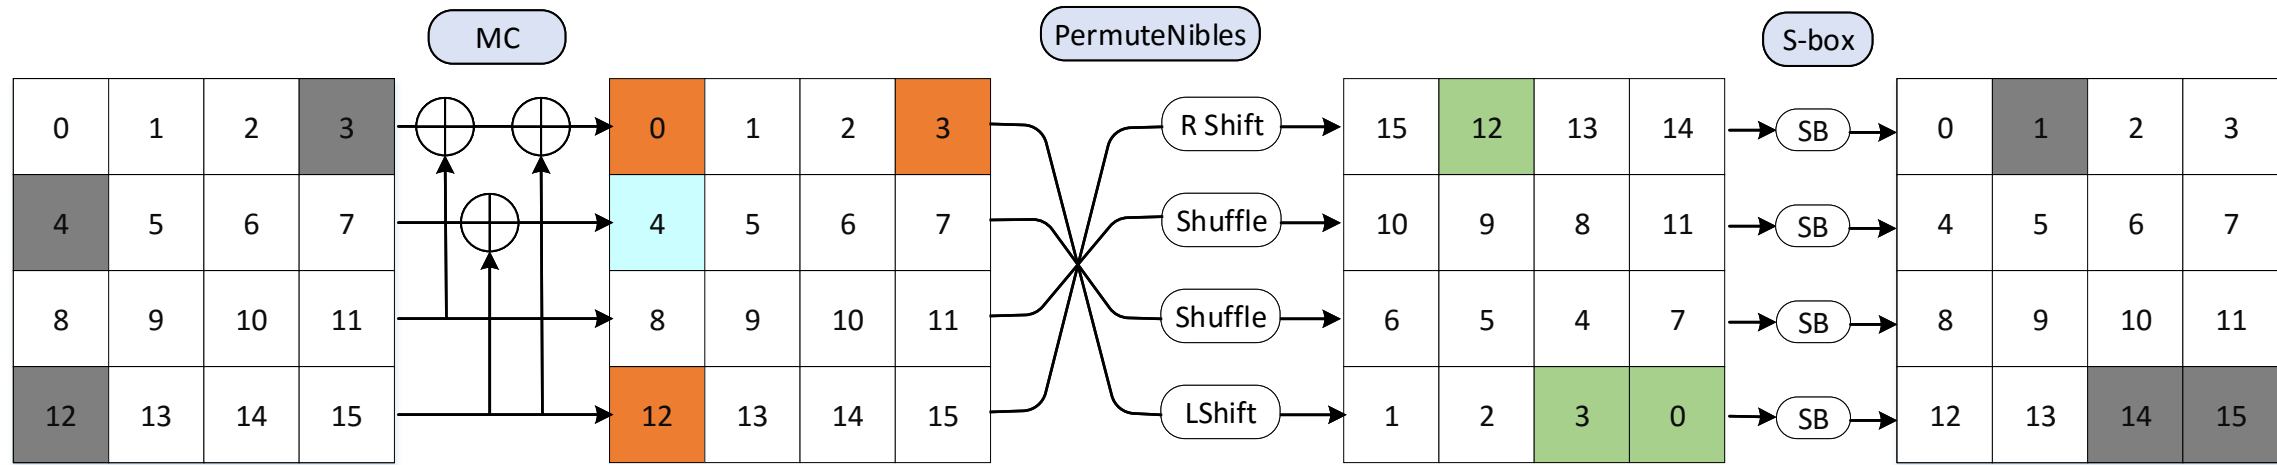 MC PermuteNibles S-box
0 1 2 3 0 1 2 3 R Shift 15 12 13 14 SB 0 1 2 3
4 5 6 7 4 5 6 7 Shuffle 10 9 8 11 SB 4 5 6 7
8 9 10 11 8 9 10 11 Shuffle 6 5 4 7 SB 8 9 10 11
12 13 14 15 12 13 14 15 LShift 1 2 3 0 SB 12 13 14 15